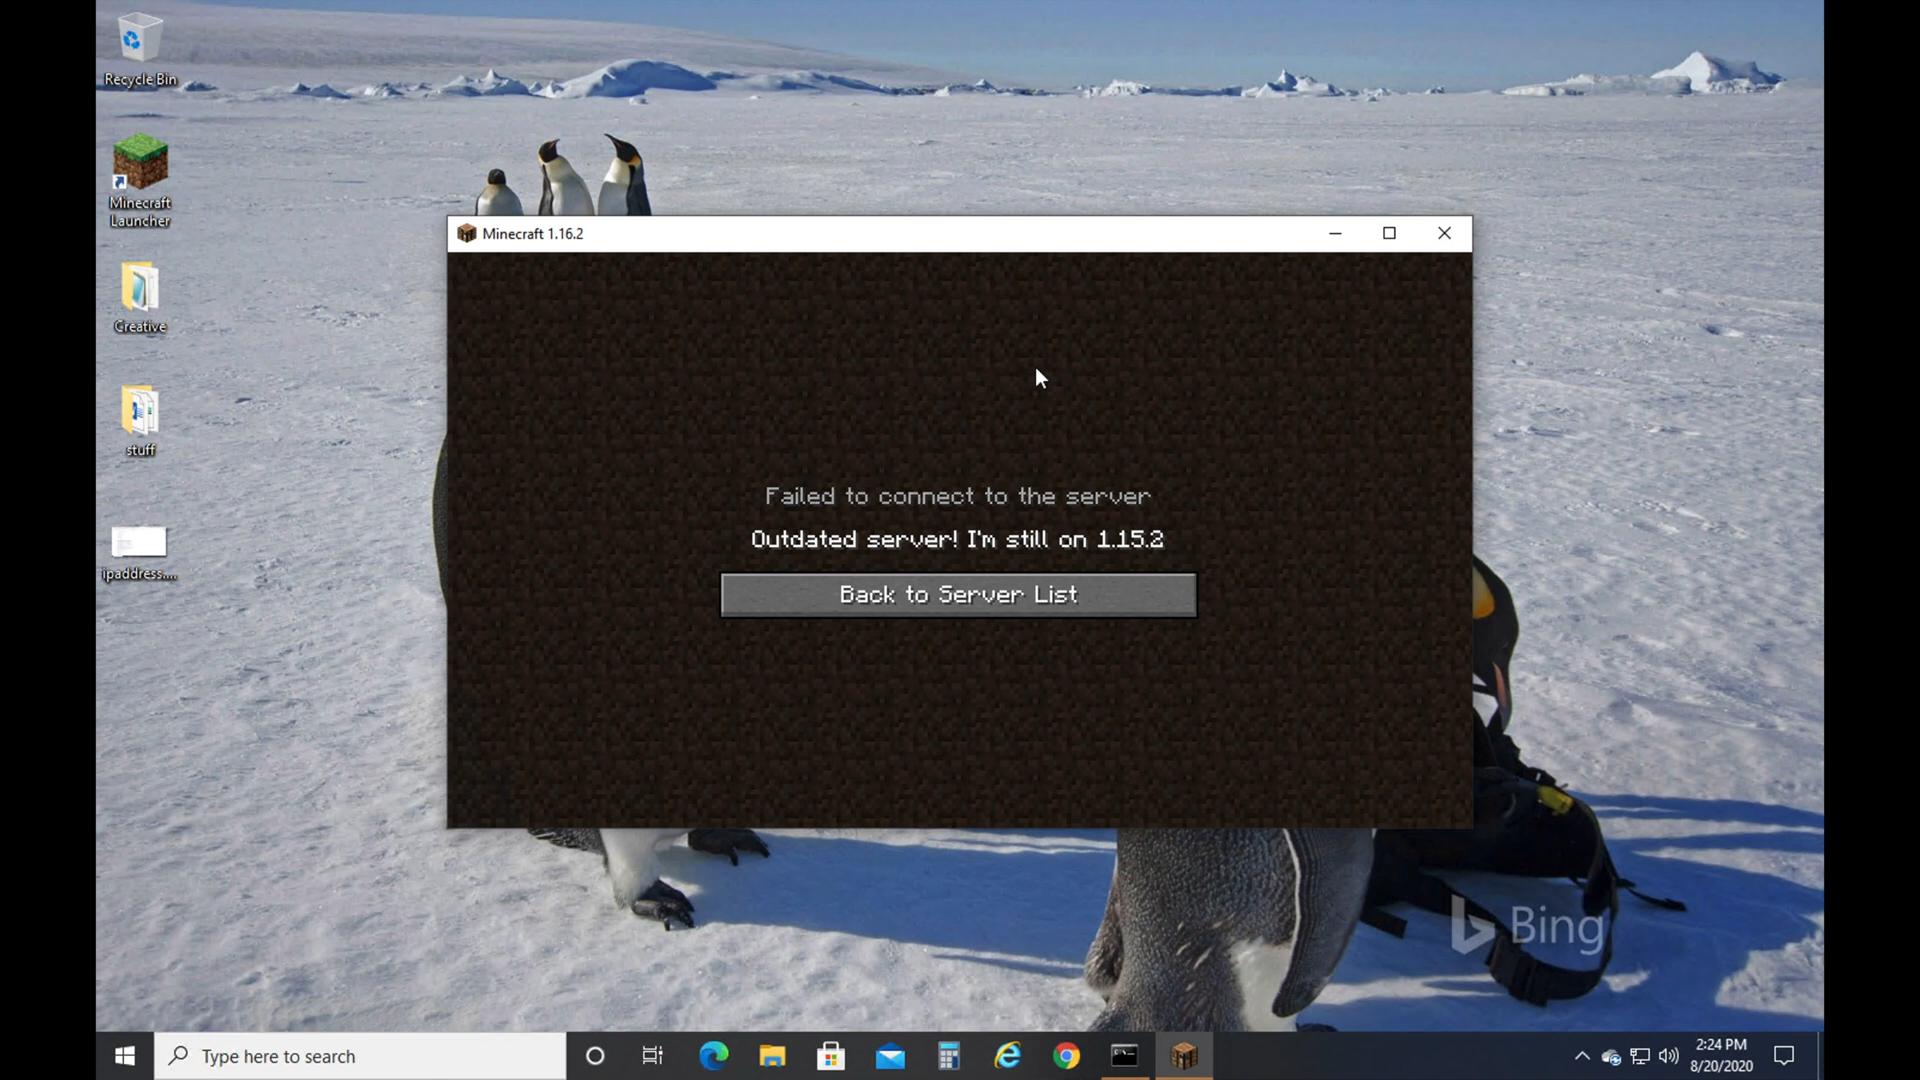 Recycle Bin
Minecraft
Launcher
Creative
stuff
ipaddress....
Minecraft 1.16.2
Failed to connect to the server
Outdated server! I'm still on 1.15.2
Back to Server List
Bing
Type here to search
2:24 PM
8/20/2020